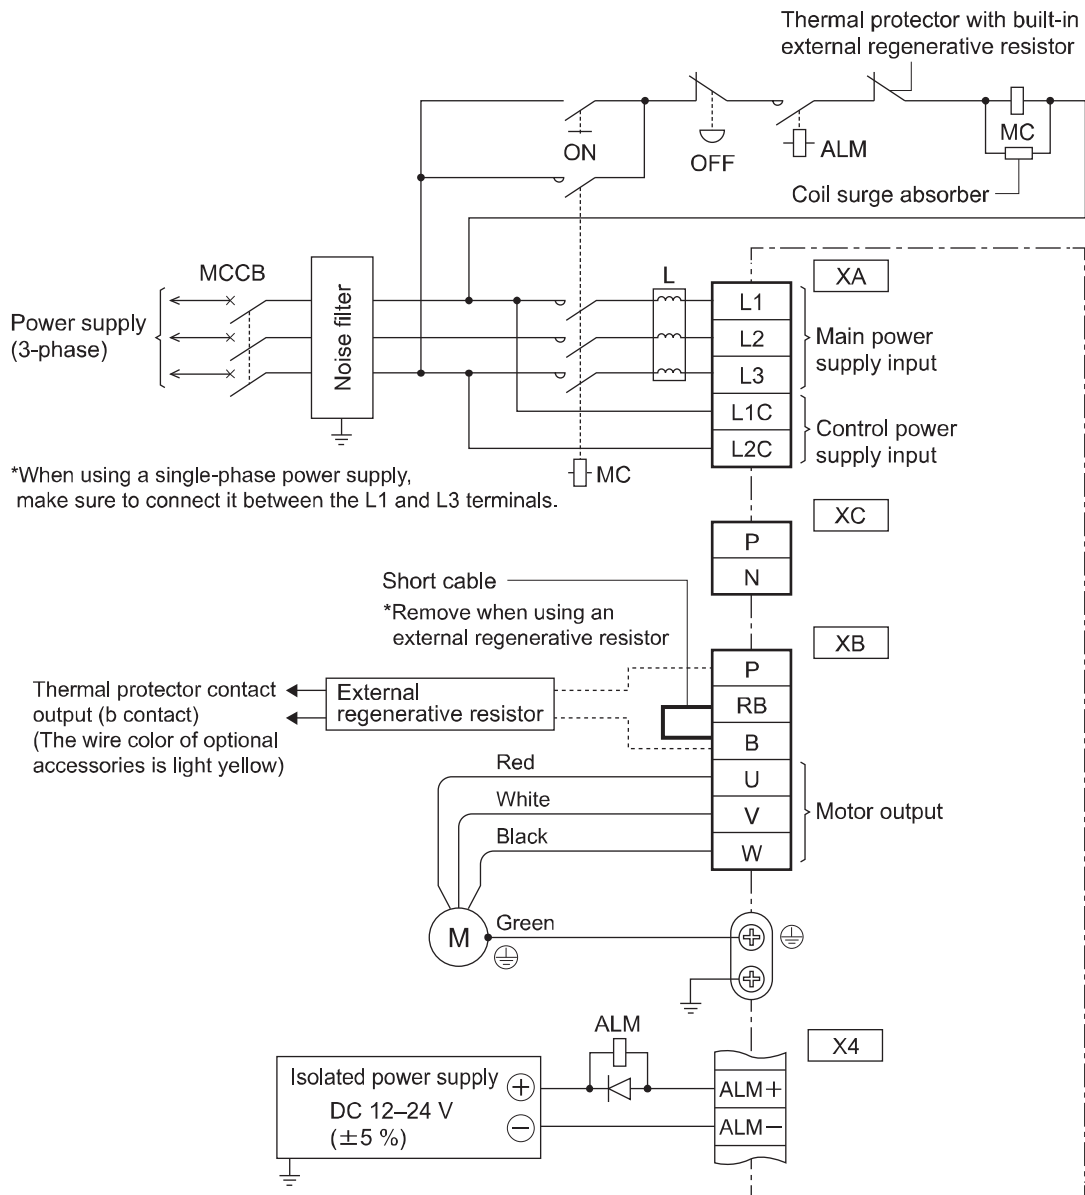 Thermal protector with built-in
external regenerative resistor
ON
OFF
ALM
MC
Coil surge absorber
MCCB
L
XA
Power supply
(3-phase)
Noise filter
L1
L2
L3
L1C
L2C
Main power
supply input
Control power
supply input
*When using a single-phase power supply,
make sure to connect it between the L1 and L3 terminals.
MC
XC
P
N
Short cable
*Remove when using an
external regenerative resistor
XB
P
RB
B
U
V
W
Thermal protector contact
output (b contact)
(The wire color of optional
accessories is light yellow)
External
regenerative resistor
Red
White
Black
Motor output
M
Green
ALM
X4
Isolated power supply
DC 12–24 V
(±5 %)
+
−
ALM+
ALM−